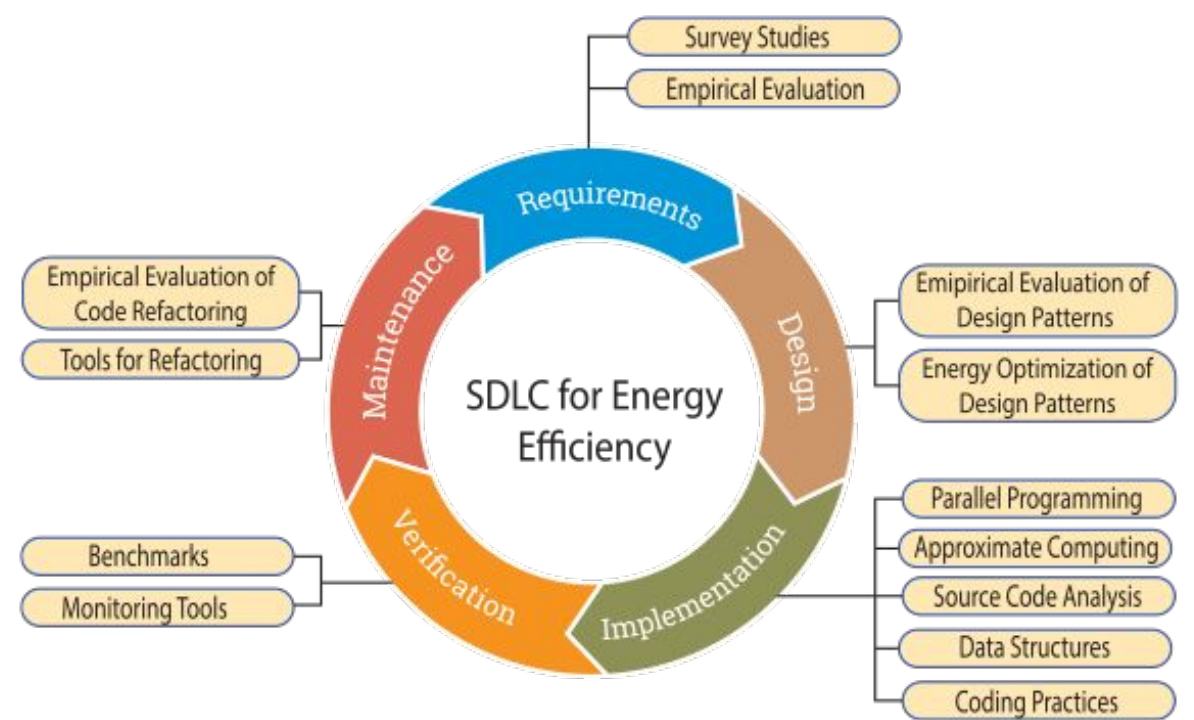 Survey Studies
Empirical Evaluation
Requirements
Design
Implementation
Verification
Maintenance
SDLC for Energy
Efficiency
Emipirical Evaluation of
Design Patterns
Energy Optimization of
Design Patterns
Parallel Programming
Approximate Computing
Source Code Analysis
Data Structures
Coding Practices
Benchmarks
Monitoring Tools
Empirical Evaluation of
Code Refactoring
Tools for Refactoring